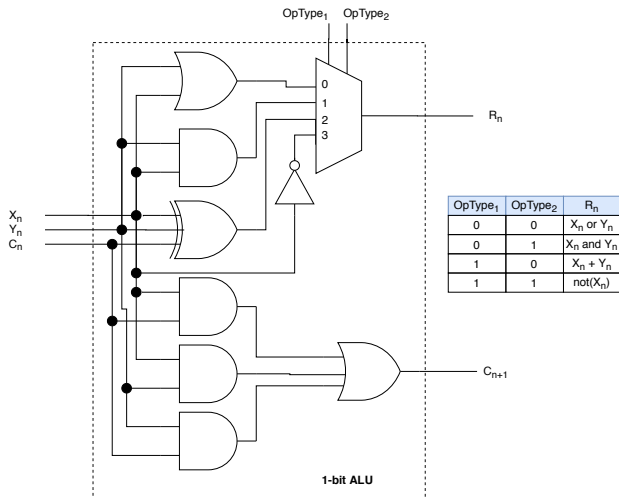 OpType1 OpType2
0
1
2
3
Rn
Xn
Yn
Cn
OpType1 OpType2 Rn
0 0 Xn or Yn
0 1 Xn and Yn
1 0 Xn + Yn
1 1 not(Xn)
Cn+1
1-bit ALU